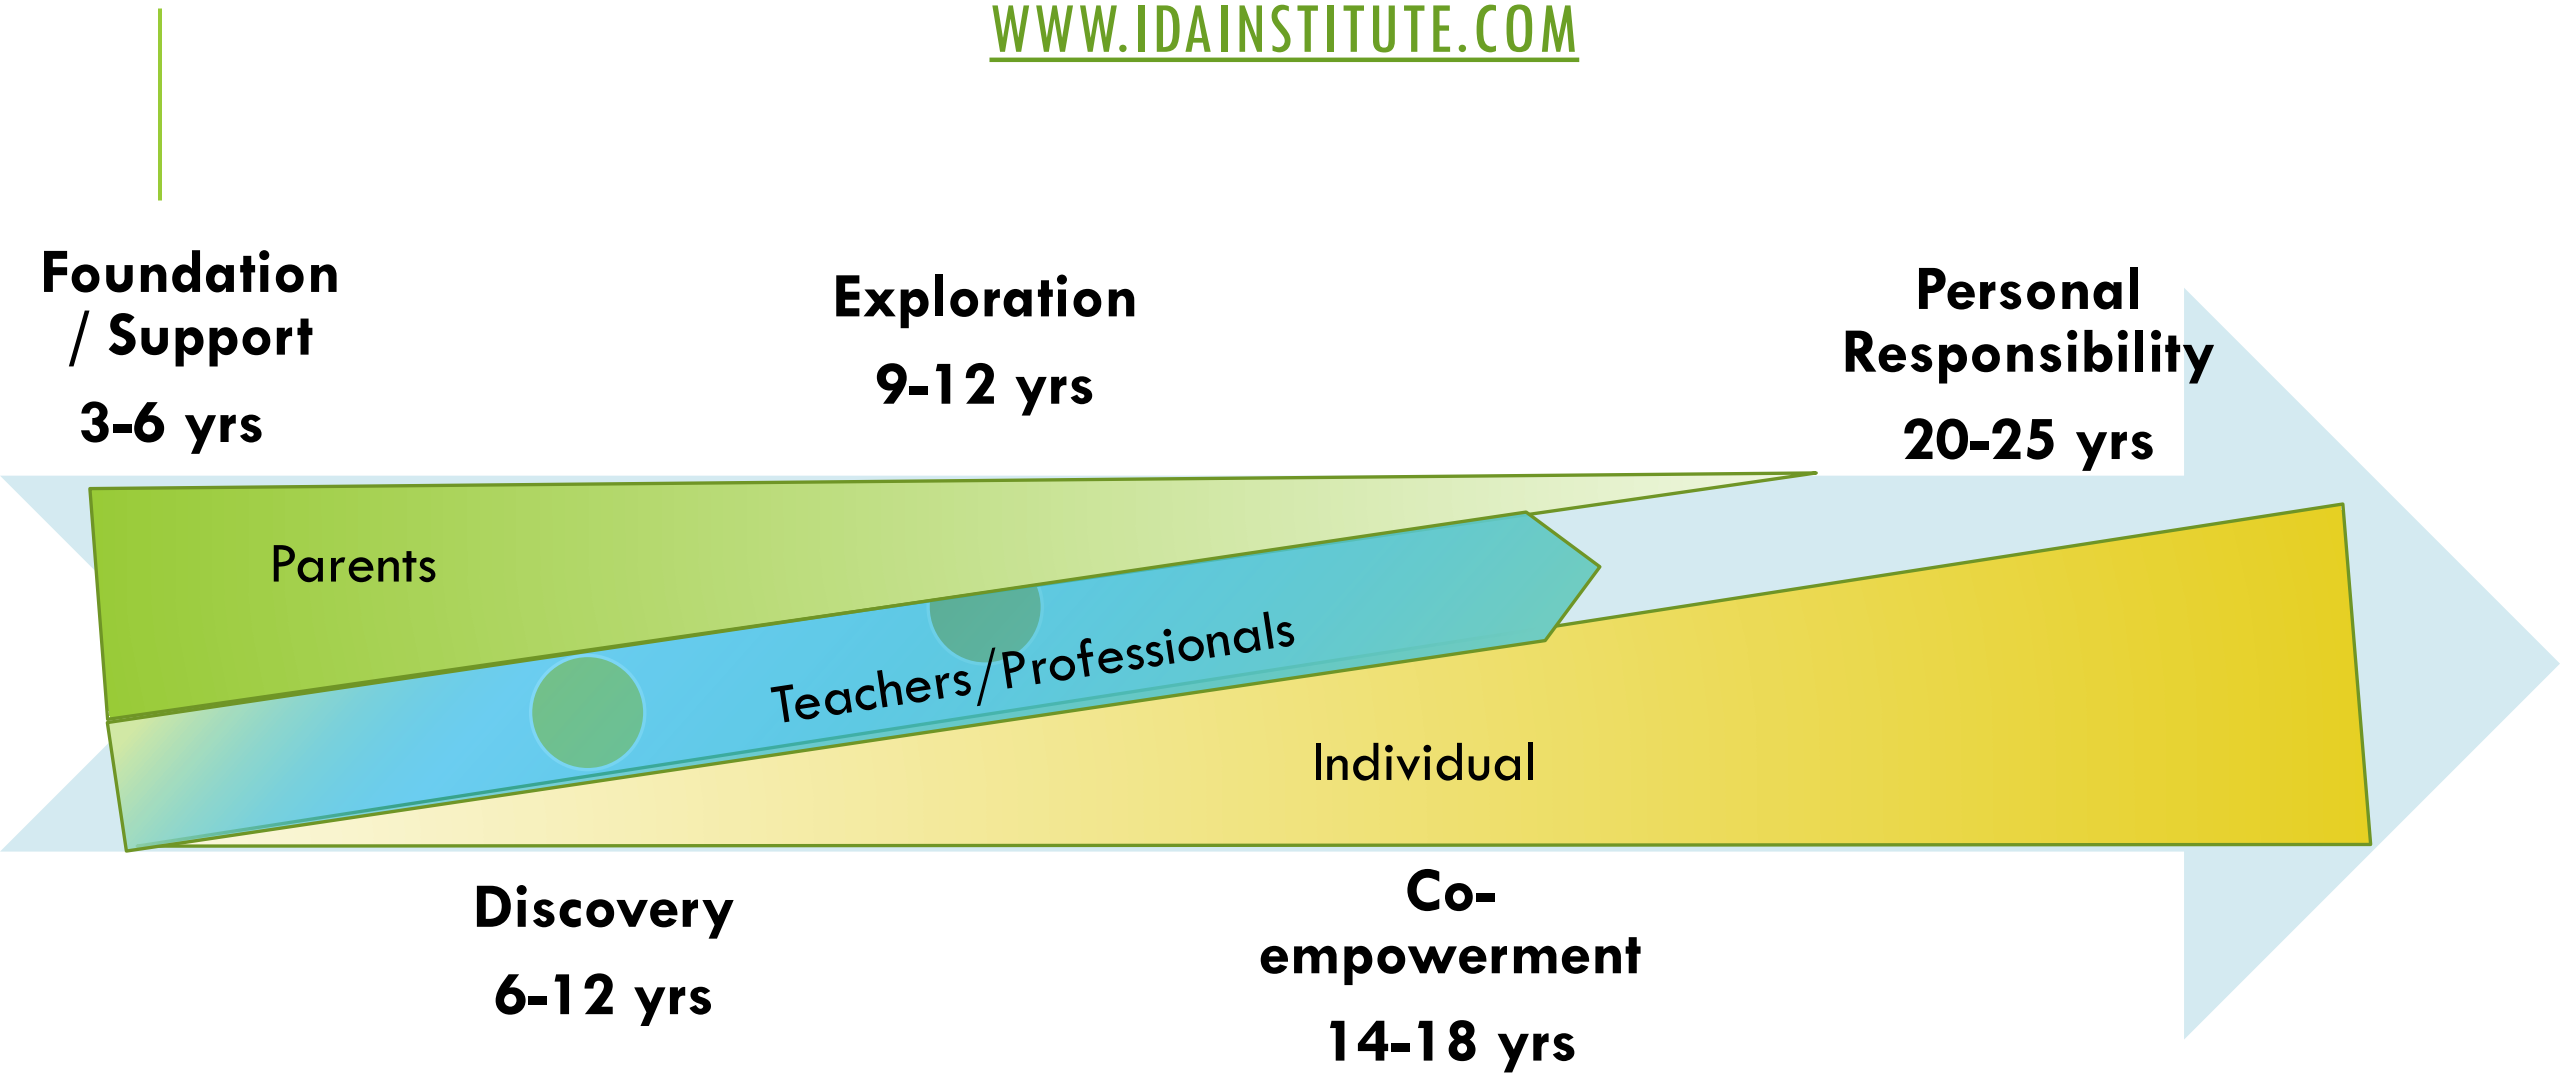 WWW.IDAINSTITUTE.COM
Foundation
/ Support
3-6 yrs
Exploration
9-12 yrs
Personal
Responsibility
20-25 yrs
Parents
Teachers/Professionals
Individual
Discovery
6-12 yrs
Co-
empowerment
14-18 yrs